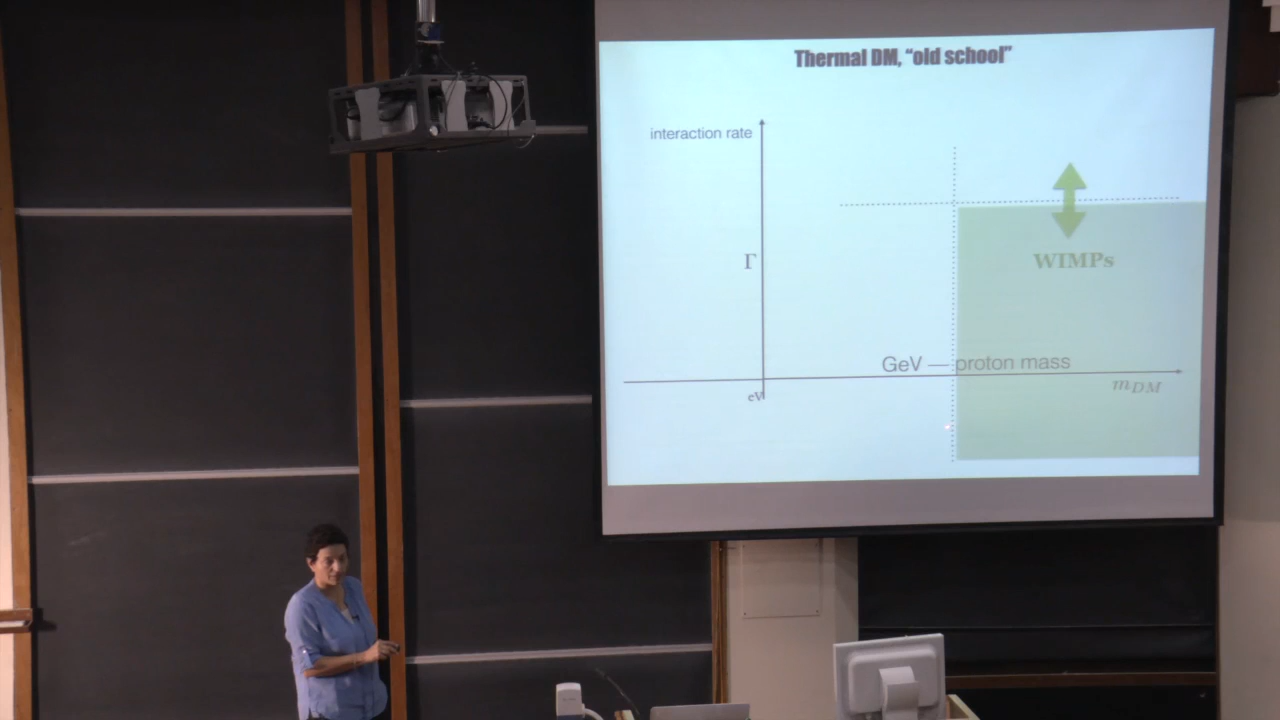 Thermal DM, “old school”
interaction rate
Γ
WIMPs
GeV — proton mass
eV
m_DM